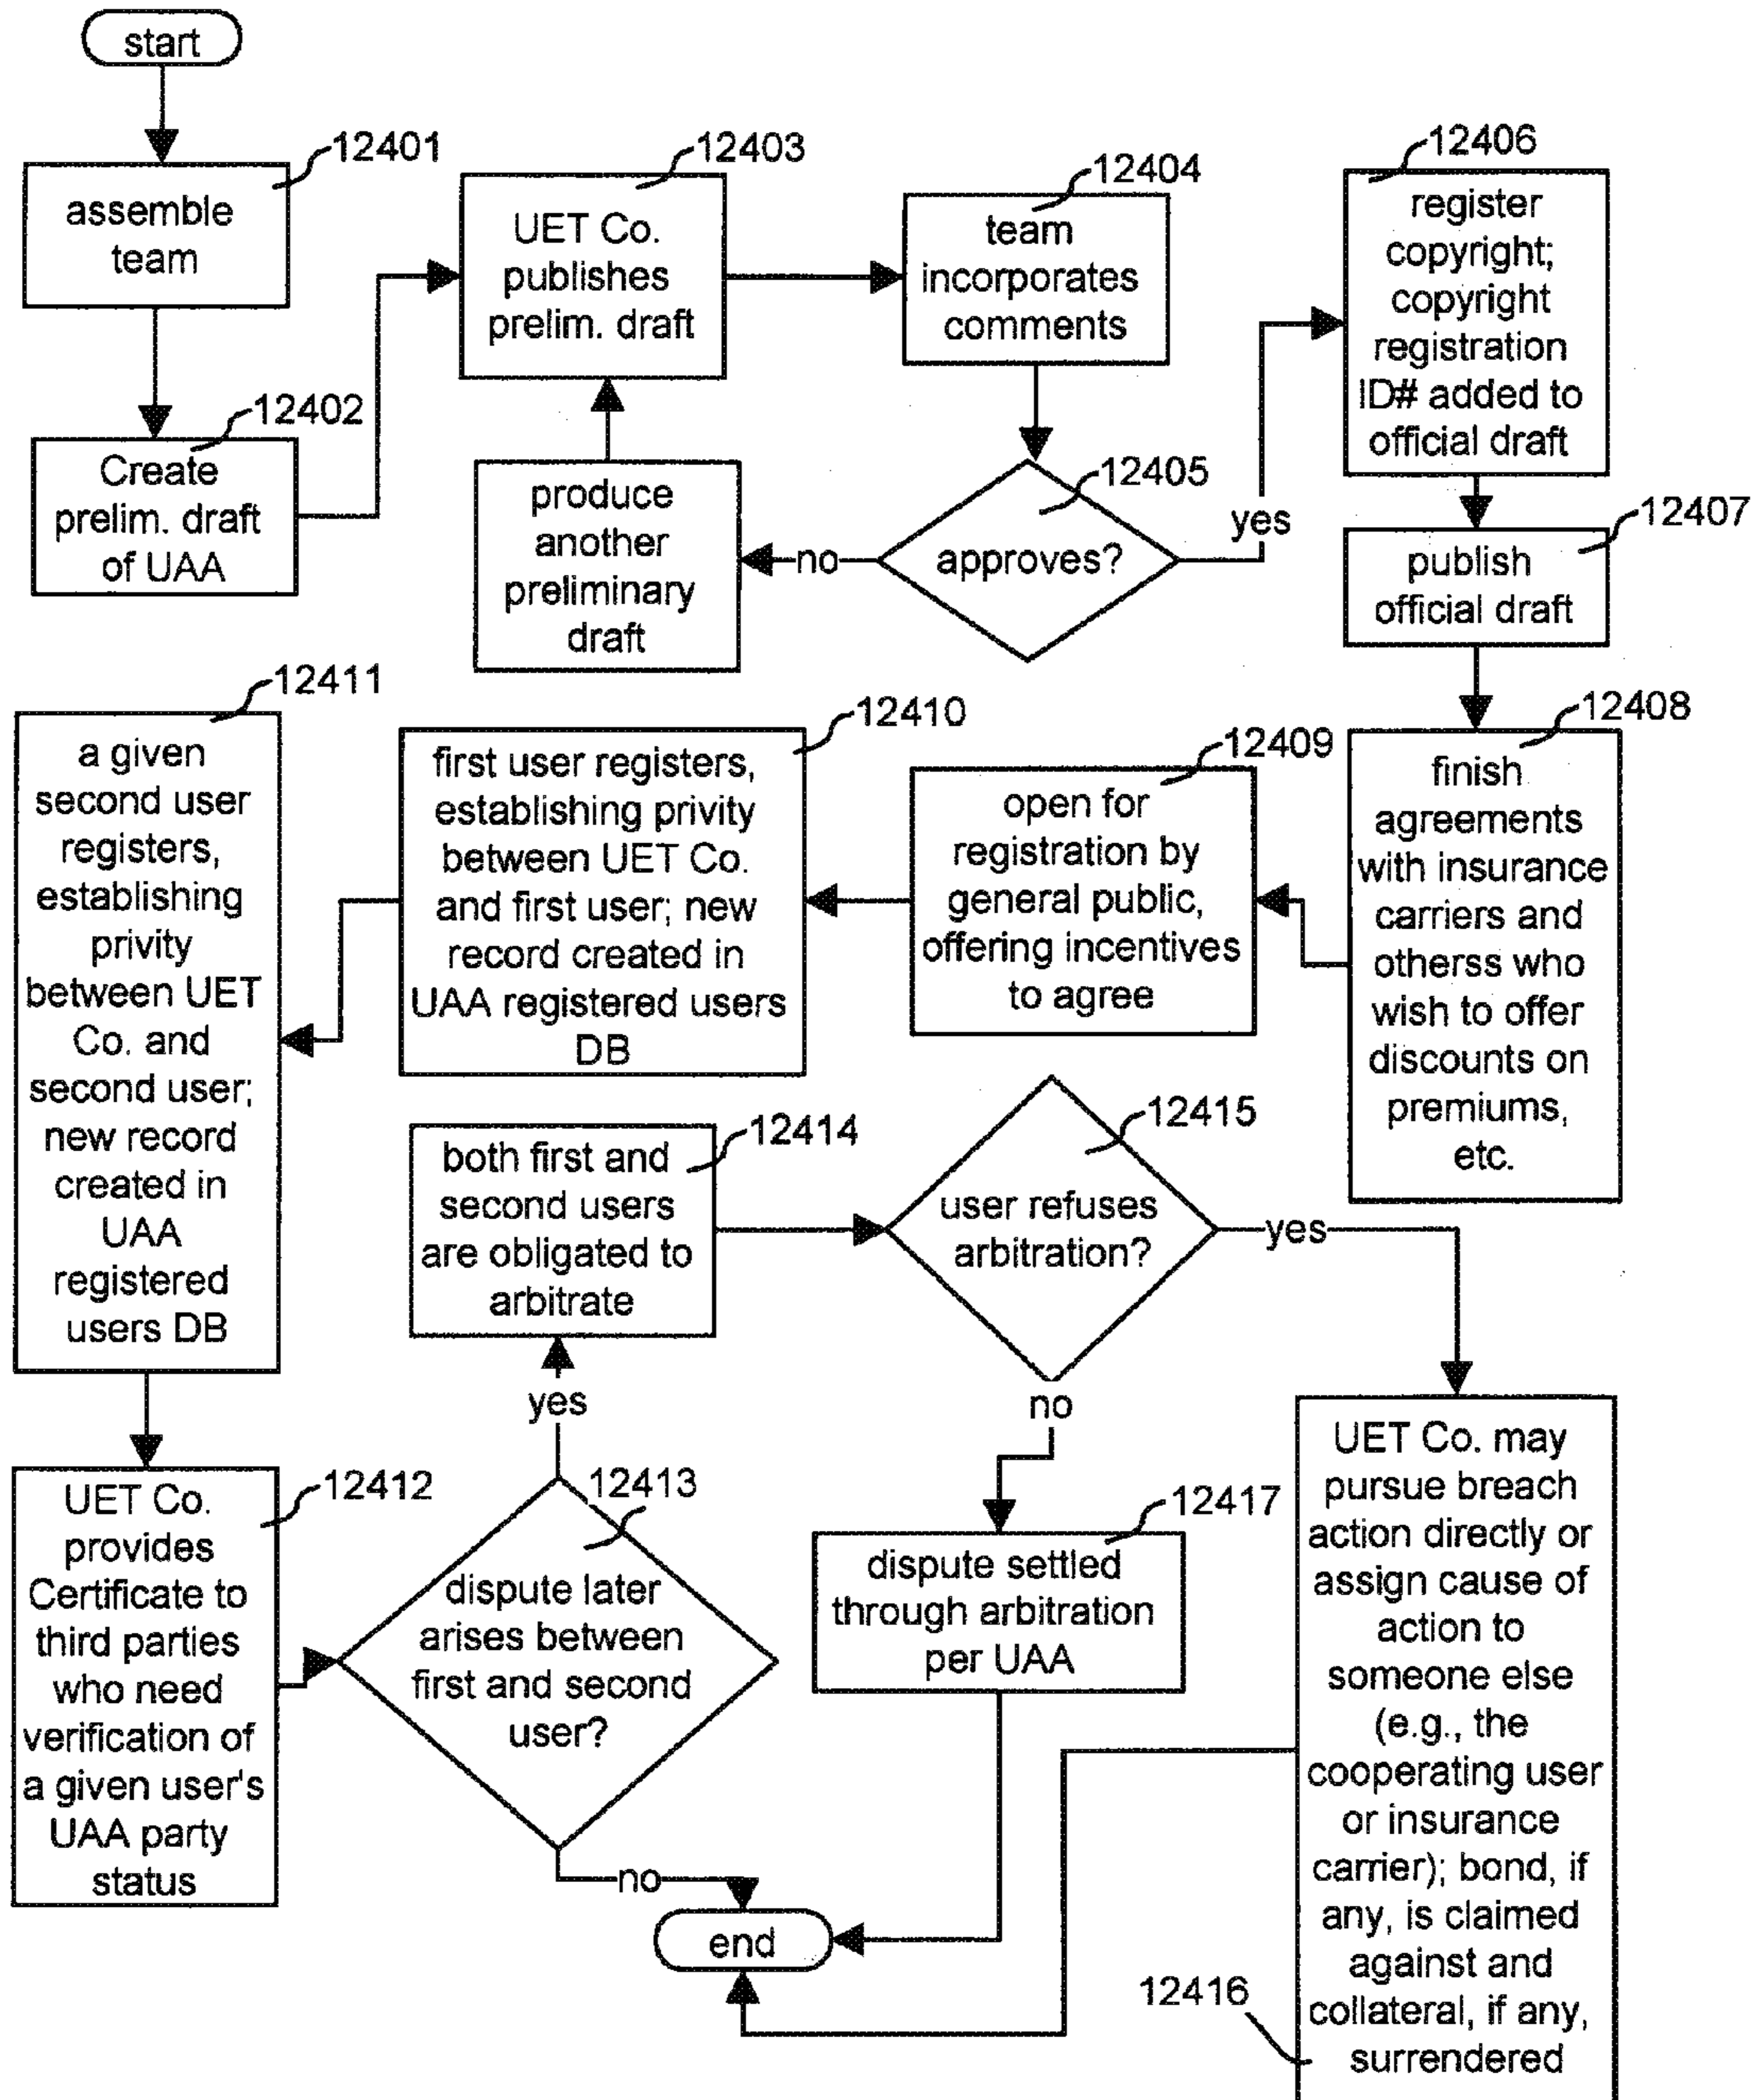 start
12401
assemble
team
12402
Create
prelim. draft
of UAA
12403
UET Co.
publishes
prelim. draft
12404
team
incorporates
comments
12405
approves?
no
produce
another
preliminary
draft
yes
12406
register
copyright;
copyright
registration
ID# added to
official draft
12407
publish
official draft
12408
finish
agreements
with insurance
carriers and
otherss who
wish to offer
discounts on
premiums,
etc.
12409
open for
registration by
general public,
offering incentives
to agree
12410
first user registers,
establishing privity
between UET Co.
and first user; new
record created in
UAA registered users
DB
12411
a given
second user
registers,
establishing
privity
between UET
Co. and
second user;
new record
created in
UAA
registered
users DB
12412
UET Co.
provides
Certificate to
third parties
who need
verification of
a given user's
UAA party
status
12413
dispute later
arises between
first and second
user?
yes
no
12414
both first and
second users
are obligated to
arbitrate
12415
user refuses
arbitration?
yes
no
12417
dispute settled
through arbitration
per UAA
12416
UET Co. may
pursue breach
action directly or
assign cause of
action to
someone else
(e.g., the
cooperating user
or insurance
carrier); bond, if
any, is claimed
against and
collateral, if any,
surrendered
end